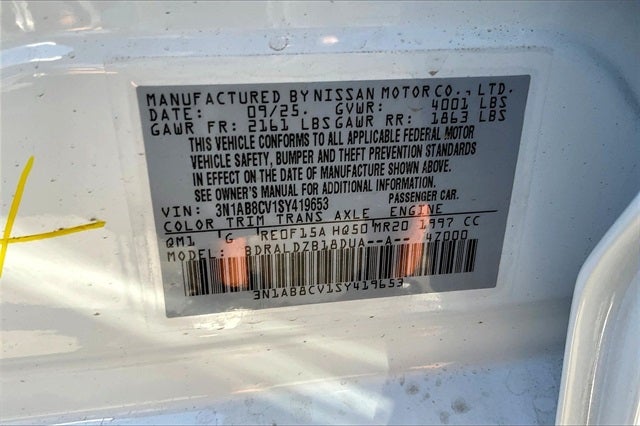 MANUFACTURED BY NISSAN MOTOR CO., LTD.
DATE: 09/25. GVWR: 4001 LBS
GAWR FR: 2161 LBS GAWR RR: 1863 LBS
THIS VEHICLE CONFORMS TO ALL APPLICABLE FEDERAL MOTOR
VEHICLE SAFETY, BUMPER AND THEFT PREVENTION STANDARDS
IN EFFECT ON THE DATE OF MANUFACTURE SHOWN ABOVE.
SEE OWNER'S MANUAL FOR ADDITIONAL INFORMATION.
VIN: 3N1AB8CV1SY419653 PASSENGER CAR.
COLOR TRIM TRANS AXLE ENGINE
QM1 G RE0F15A HQ50 MR20 1997 CC
MODEL: BDRALDZB18DUA--A-- 4Z000
3N1AB8CV1SY419653